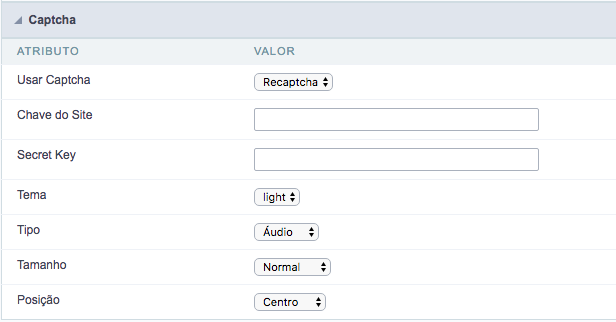 Captcha
ATRIBUTO VALOR
Usar Captcha Recaptcha
Chave do Site
Secret Key
Tema light
Tipo Áudio
Tamanho Normal
Posição Centro